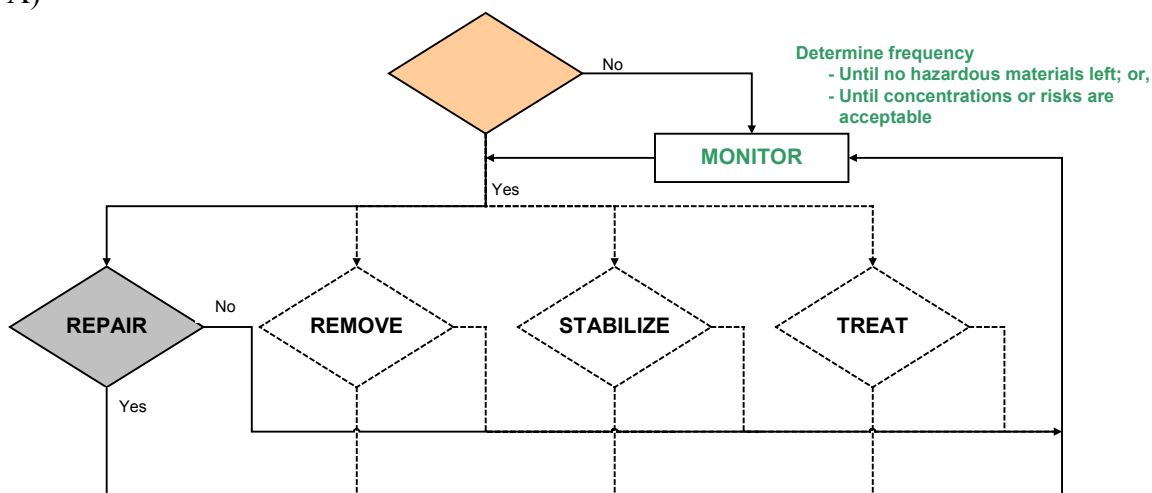 No
Determine frequency
- Until no hazardous materials left; or,
- Until concentrations or risks are
acceptable
MONITOR
Yes
REPAIR
No
REMOVE
STABILIZE
TREAT
Yes